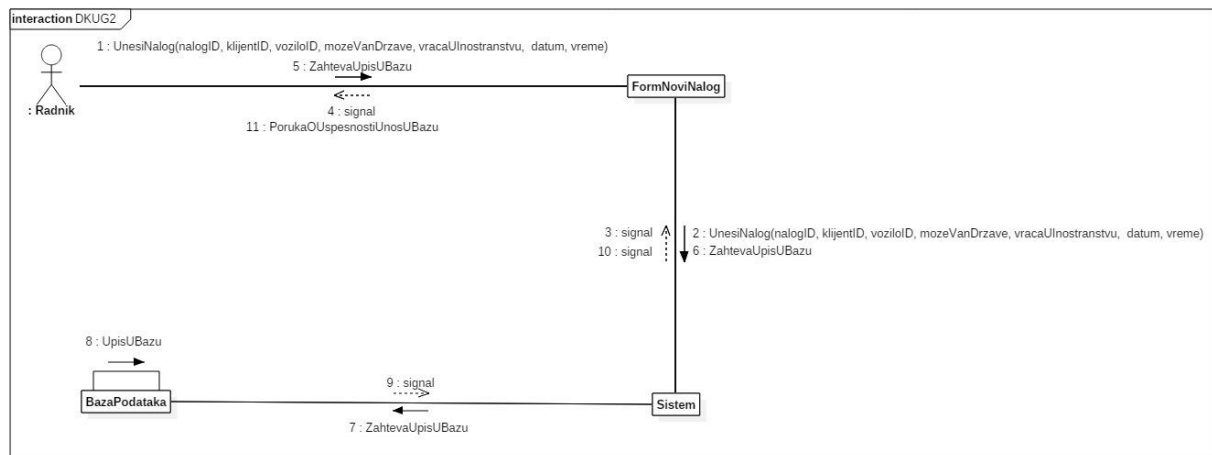 interaction DKUG2
1 : UnesiNalog(nalogID, klijentID, voziloID, mozeVanDrzave, vracaUInostranstvu, datum, vreme)
5 : ZahtevaUpisUBazu
: Radnik
FormNoviNalog
4 : signal
11 : PorukaOUspesnostiUnosUBazu
3 : signal
2 : UnesiNalog(nalogID, klijentID, voziloID, mozeVanDrzave, vracaUInostranstvu, datum, vreme)
10 : signal
6 : ZahtevaUpisUBazu
8 : UpisUBazu
9 : signal
BazaPodataka
Sistem
7 : ZahtevaUpisUBazu